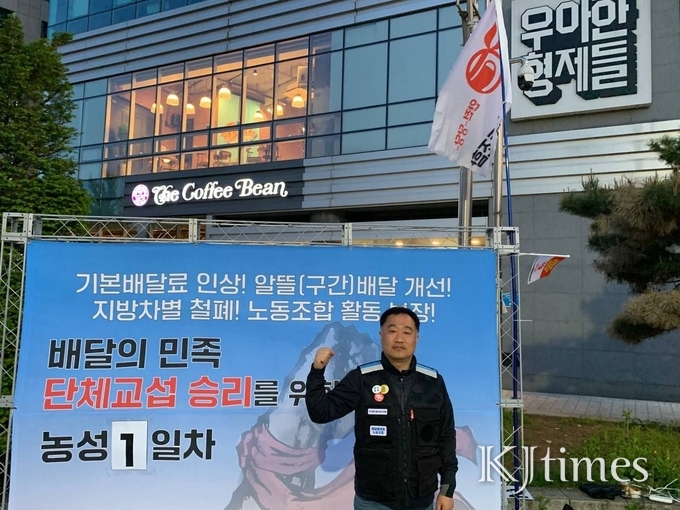 우아한
형제들
The Coffee Bean
기본배달료 인상! 알뜰(구간)배달 개선!
지방차별 철폐! 노동조합 활동 보장!
배달의 민족
단체교섭 승리를 위한
농성 1 일차
KJtimes